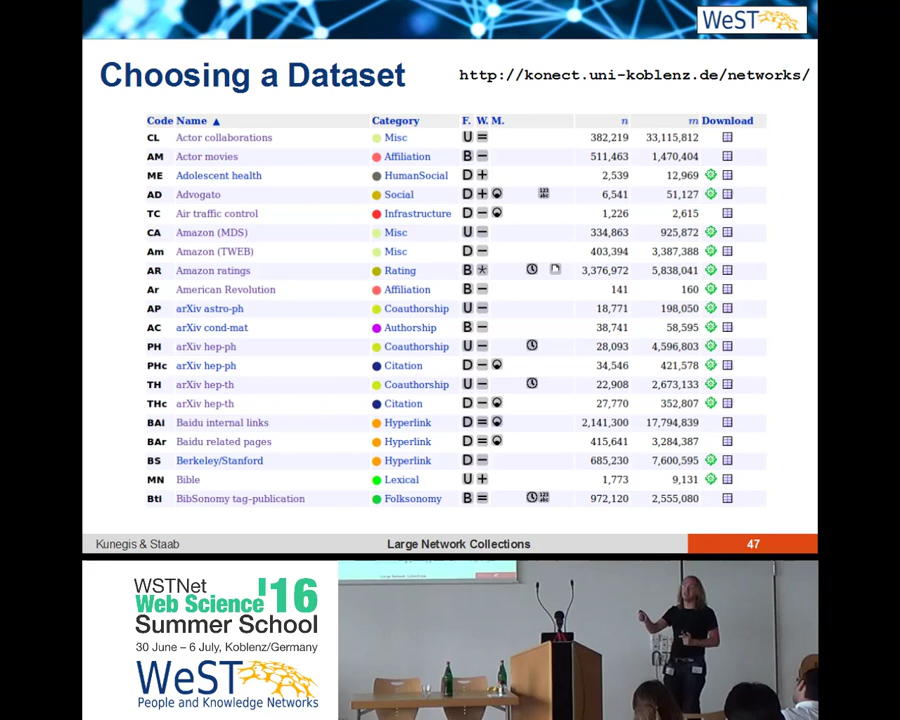 WeST
Choosing a Dataset http://konect.uni-koblenz.de/networks/
Code Name ▲ Category F. W. M. n m Download
CL Actor collaborations Misc U = 382,219 33,115,812
AM Actor movies Affiliation B − 511,463 1,470,404
ME Adolescent health HumanSocial D + 2,539 12,969
AD Advogato Social D + 6,541 51,127
TC Air traffic control Infrastructure D − 1,226 2,615
CA Amazon (MDS) Misc U − 334,863 925,872
Am Amazon (TWEB) Misc D − 403,394 3,387,388
AR Amazon ratings Rating B * 3,376,972 5,838,041
Ar American Revolution Affiliation B − 141 160
AP arXiv astro-ph Coauthorship U − 18,771 198,050
AC arXiv cond-mat Authorship B − 38,741 58,595
PH arXiv hep-ph Coauthorship U − 28,093 4,596,803
PHc arXiv hep-ph Citation D − 34,546 421,578
TH arXiv hep-th Coauthorship U − 22,908 2,673,133
THc arXiv hep-th Citation D − 27,770 352,807
BAi Baidu internal links Hyperlink D = 2,141,300 17,794,839
BAr Baidu related pages Hyperlink D = 415,641 3,284,387
BS Berkeley/Stanford Hyperlink D − 685,230 7,600,595
MN Bible Lexical U + 1,773 9,131
Bti BibSonomy tag-publication Folksonomy B = 972,120 2,555,080
Kunegis & Staab Large Network Collections 47
WSTNet
Web Science '16
Summer School
30 June – 6 July, Koblenz/Germany
WeST
People and Knowledge Networks